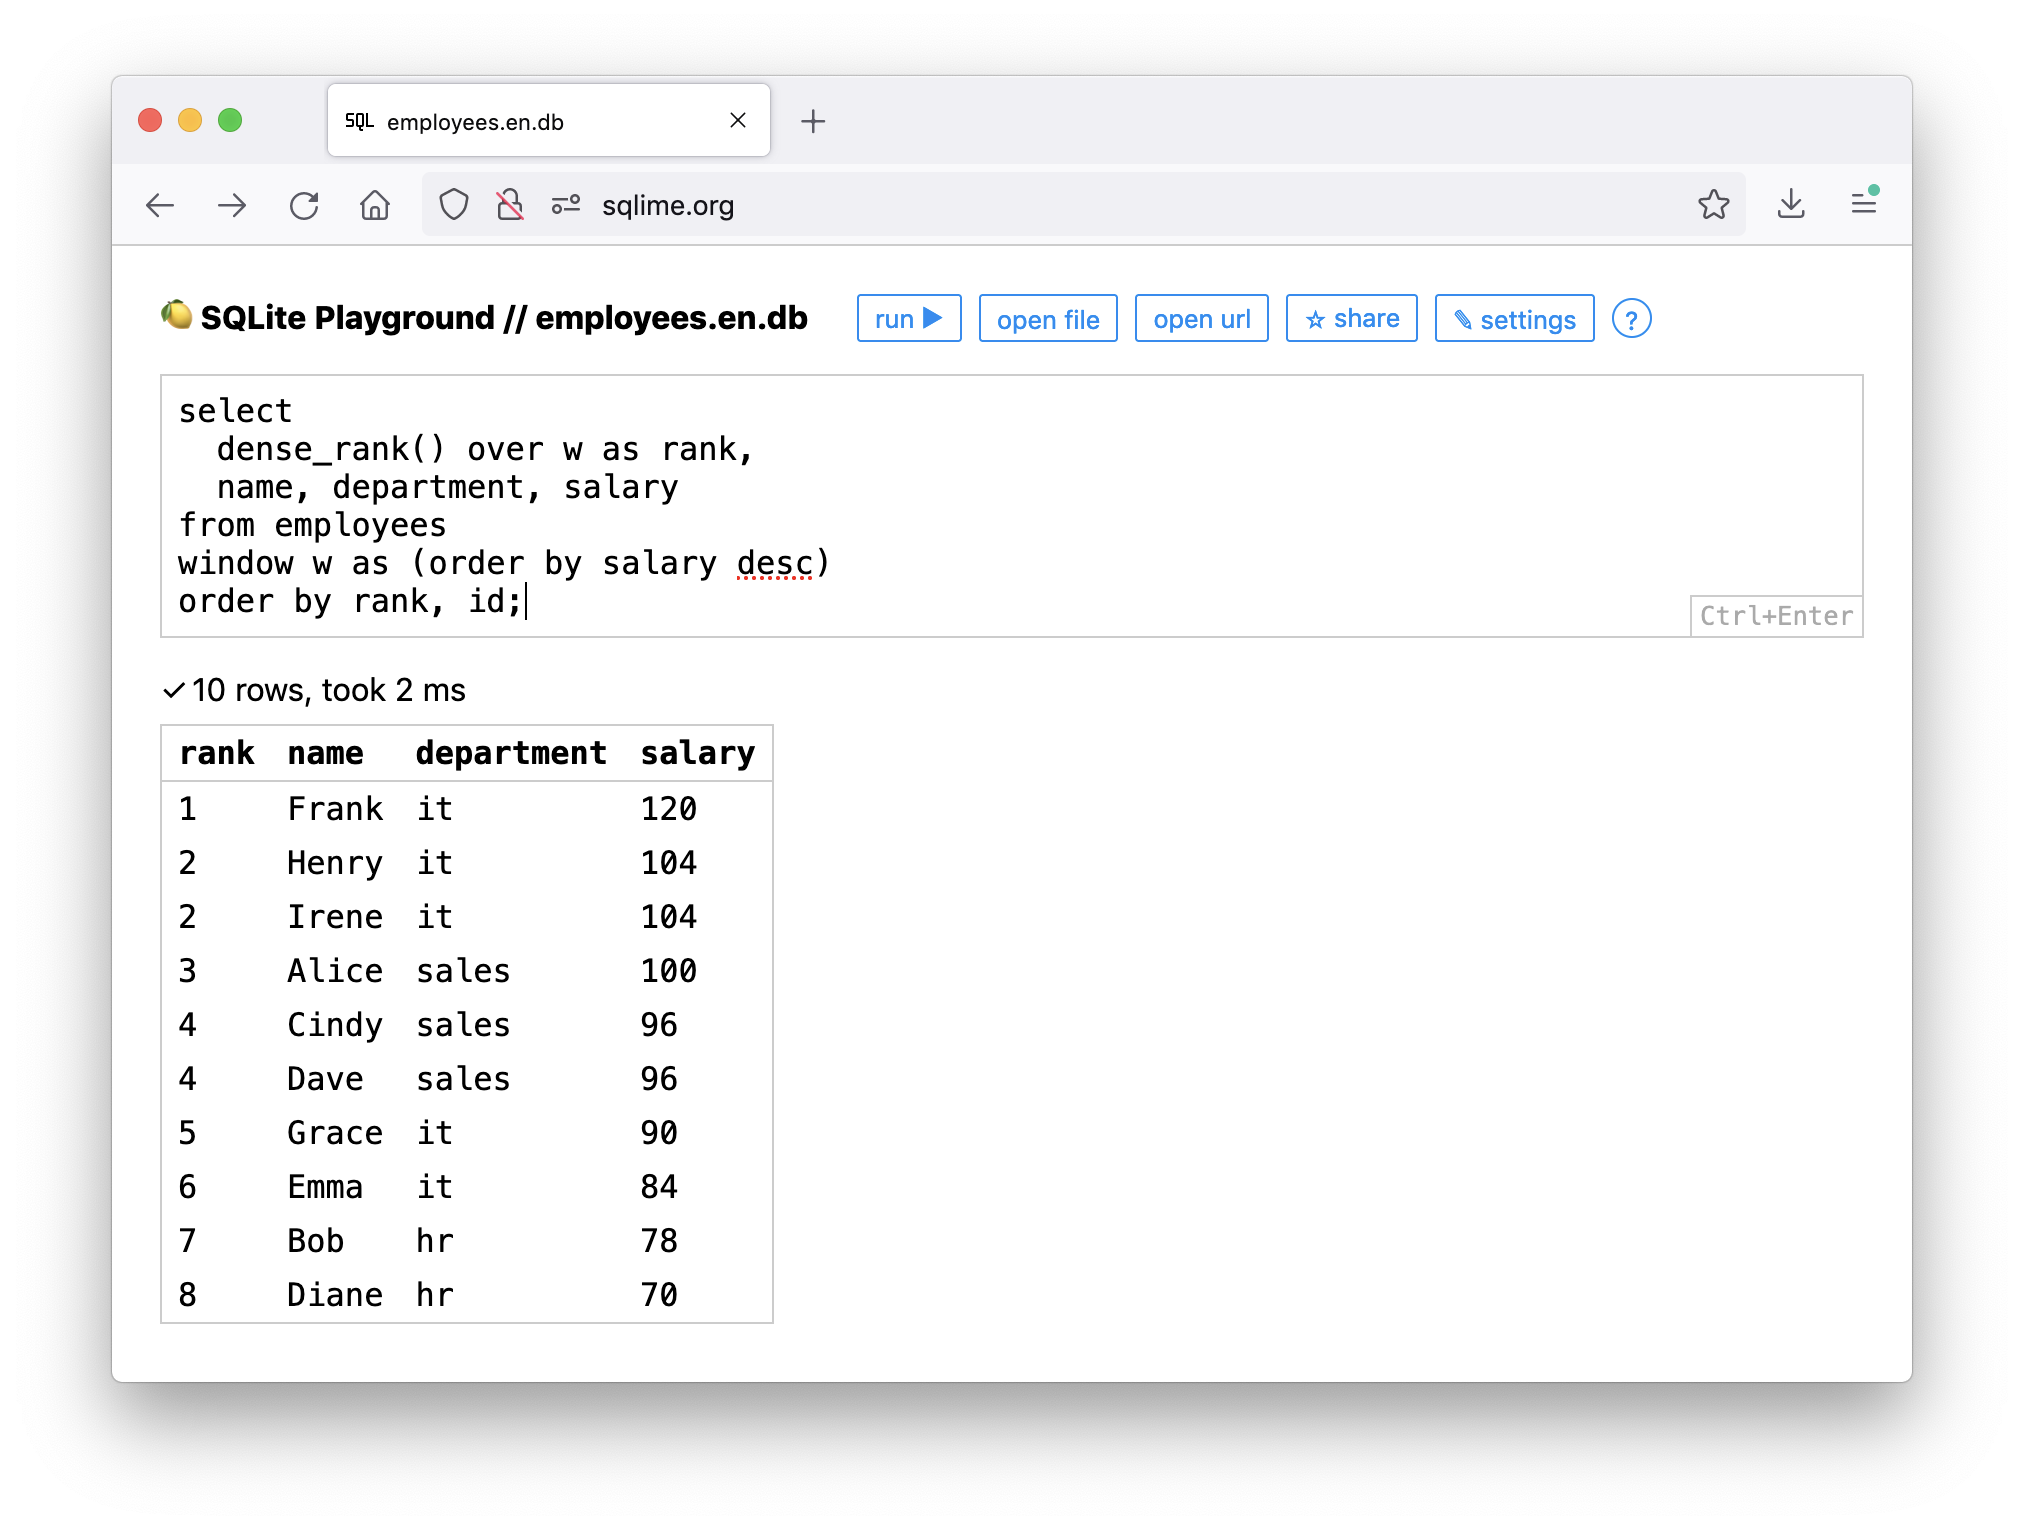 SQL employees.en.db
sqlime.org
SQLite Playground // employees.en.db
run
open file
open url
share
settings
?
select
  dense_rank() over w as rank,
  name, department, salary
from employees
window w as (order by salary desc)
order by rank, id;
Ctrl+Enter
10 rows, took 2 ms
rank name department salary
1 Frank it 120
2 Henry it 104
2 Irene it 104
3 Alice sales 100
4 Cindy sales 96
4 Dave sales 96
5 Grace it 90
6 Emma it 84
7 Bob hr 78
8 Diane hr 70